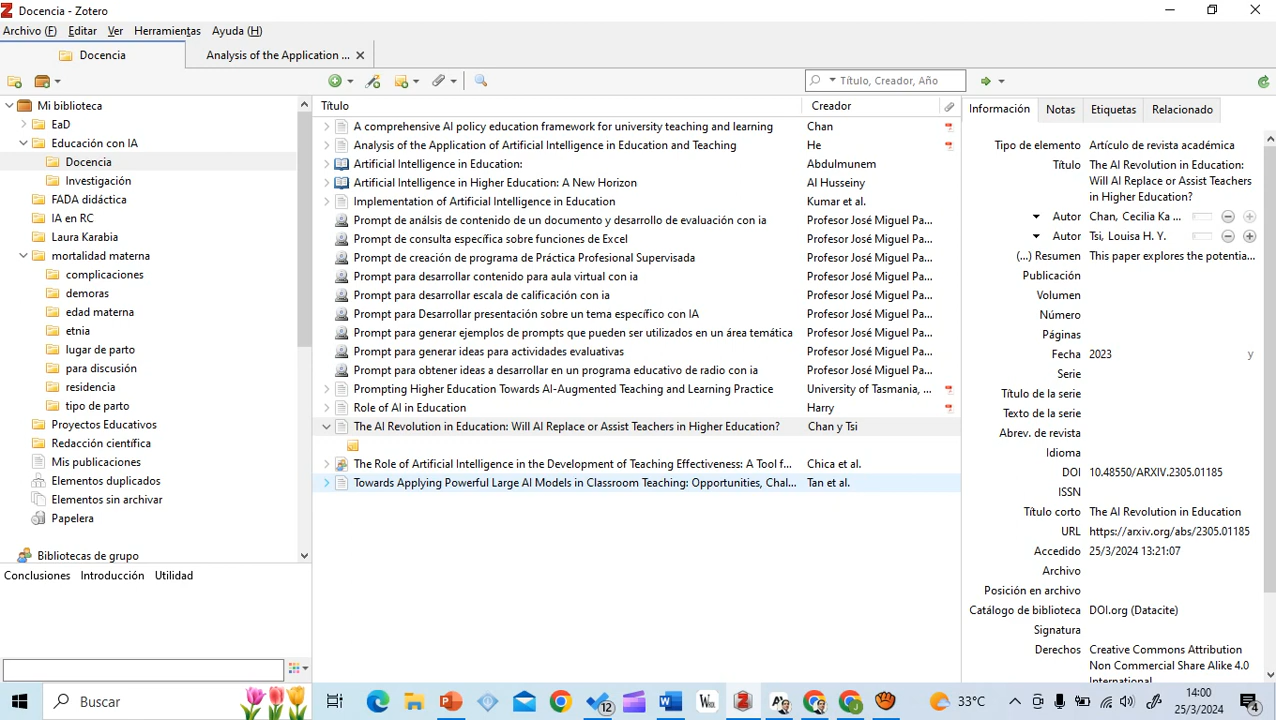 Docencia - Zotero
Archivo (F) Editar Ver Herramientas Ayuda (H)
Docencia
Analysis of the Application ...
Título, Creador, Año
Mi biblioteca
EaD
Educación con IA
Docencia
Investigación
FADA didáctica
IA en RC
Laura Karabia
mortalidad materna
complicaciones
demoras
edad materna
etnia
lugar de parto
para discusión
residencia
tipo de parto
Proyectos Educativos
Redacción científica
Mis publicaciones
Elementos duplicados
Elementos sin archivar
Papelera
Bibliotecas de grupo
Conclusiones Introducción Utilidad
Título Creador
A comprehensive AI policy education framework for university teaching and learning Chan
Analysis of the Application of Artificial Intelligence in Education and Teaching He
Artificial Intelligence in Education: Abdulmunem
Artificial Intelligence in Higher Education: A New Horizon Al Husseiny
Implementation of Artificial Intelligence in Education Kumar et al.
Prompt de análsis de contenido de un documento y desarrollo de evaluación con ia Profesor José Miguel Pa...
Prompt de consulta específica sobre funciones de Excel Profesor José Miguel Pa...
Prompt de creación de programa de Práctica Profesional Supervisada Profesor José Miguel Pa...
Prompt para desarrollar contenido para aula virtual con ia Profesor José Miguel Pa...
Prompt para desarrollar escala de calificación con ia Profesor José Miguel Pa...
Prompt para Desarrollar presentación sobre un tema específico con IA Profesor José Miguel Pa...
Prompt para generar ejemplos de prompts que pueden ser utilizados en un área temática Profesor José Miguel Pa...
Prompt para generar ideas para actividades evaluativas Profesor José Miguel Pa...
Prompt para obtener ideas a desarrollar en un programa educativo de radio con ia Profesor José Miguel Pa...
Prompting Higher Education Towards AI-Augmented Teaching and Learning Practice University of Tasmania, ...
Role of AI in Education Harry
The AI Revolution in Education: Will AI Replace or Assist Teachers in Higher Education? Chan y Tsi
The Role of Artificial Intelligence in the Development of Teaching Effectiveness: A Tool f... Chica et al.
Towards Applying Powerful Large AI Models in Classroom Teaching: Opportunities, Chal... Tan et al.
Información Notas Etiquetas Relacionado
Tipo de elemento Artículo de revista académica
Título The AI Revolution in Education:
Will AI Replace or Assist Teachers
in Higher Education?
Autor Chan, Cecilia Ka ...
Autor Tsi, Louisa H. Y.
(...) Resumen This paper explores the potentia...
Publicación
Volumen
Número
Páginas
Fecha 2023 y
Serie
Título de la serie
Texto de la serie
Abrev. de revista
Idioma
DOI 10.48550/ARXIV.2305.01185
ISSN
Título corto The AI Revolution in Education
URL https://arxiv.org/abs/2305.01185
Accedido 25/3/2024 13:21:07
Archivo
Posición en archivo
Catálogo de biblioteca DOI.org (Datacite)
Signatura
Derechos Creative Commons Attribution
Non Commercial Share Alike 4.0
International
Buscar
12
33°C
14:00
25/3/2024
4